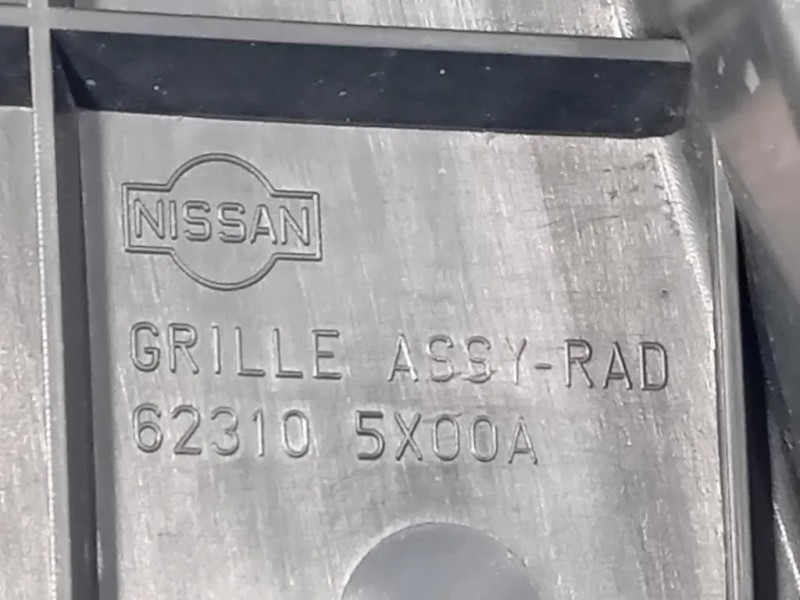 NISSAN
GRILLE ASSY-RAD
62310 5X00A